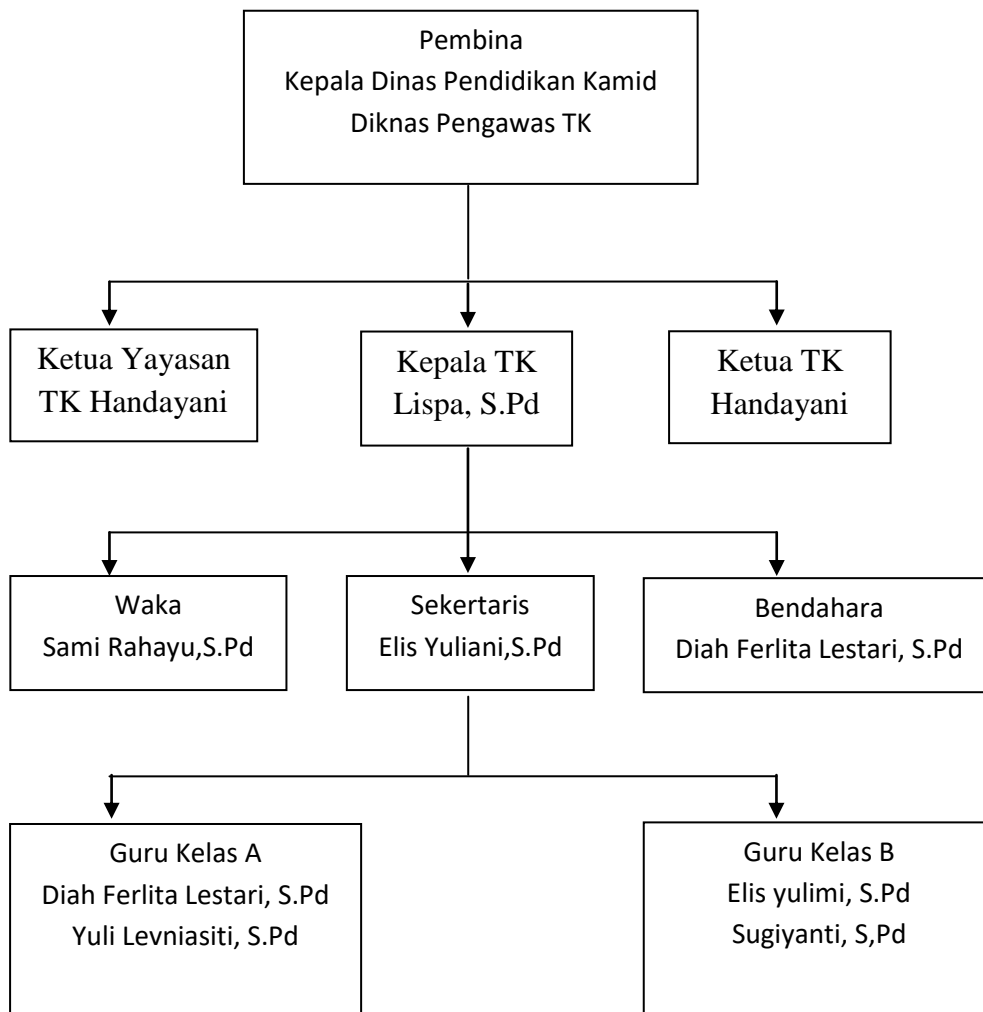 Pembina
Kepala Dinas Pendidikan Kamid
Diknas Pengawas TK
Ketua Yayasan
TK Handayani
Kepala TK
Lispa, S.Pd
Ketua TK
Handayani
Waka
Sami Rahayu,S.Pd
Sekertaris
Elis Yuliani,S.Pd
Bendahara
Diah Ferlita Lestari, S.Pd
Guru Kelas A
Diah Ferlita Lestari, S.Pd
Yuli Levniasiti, S.Pd
Guru Kelas B
Elis yulimi, S.Pd
Sugiyanti, S,Pd